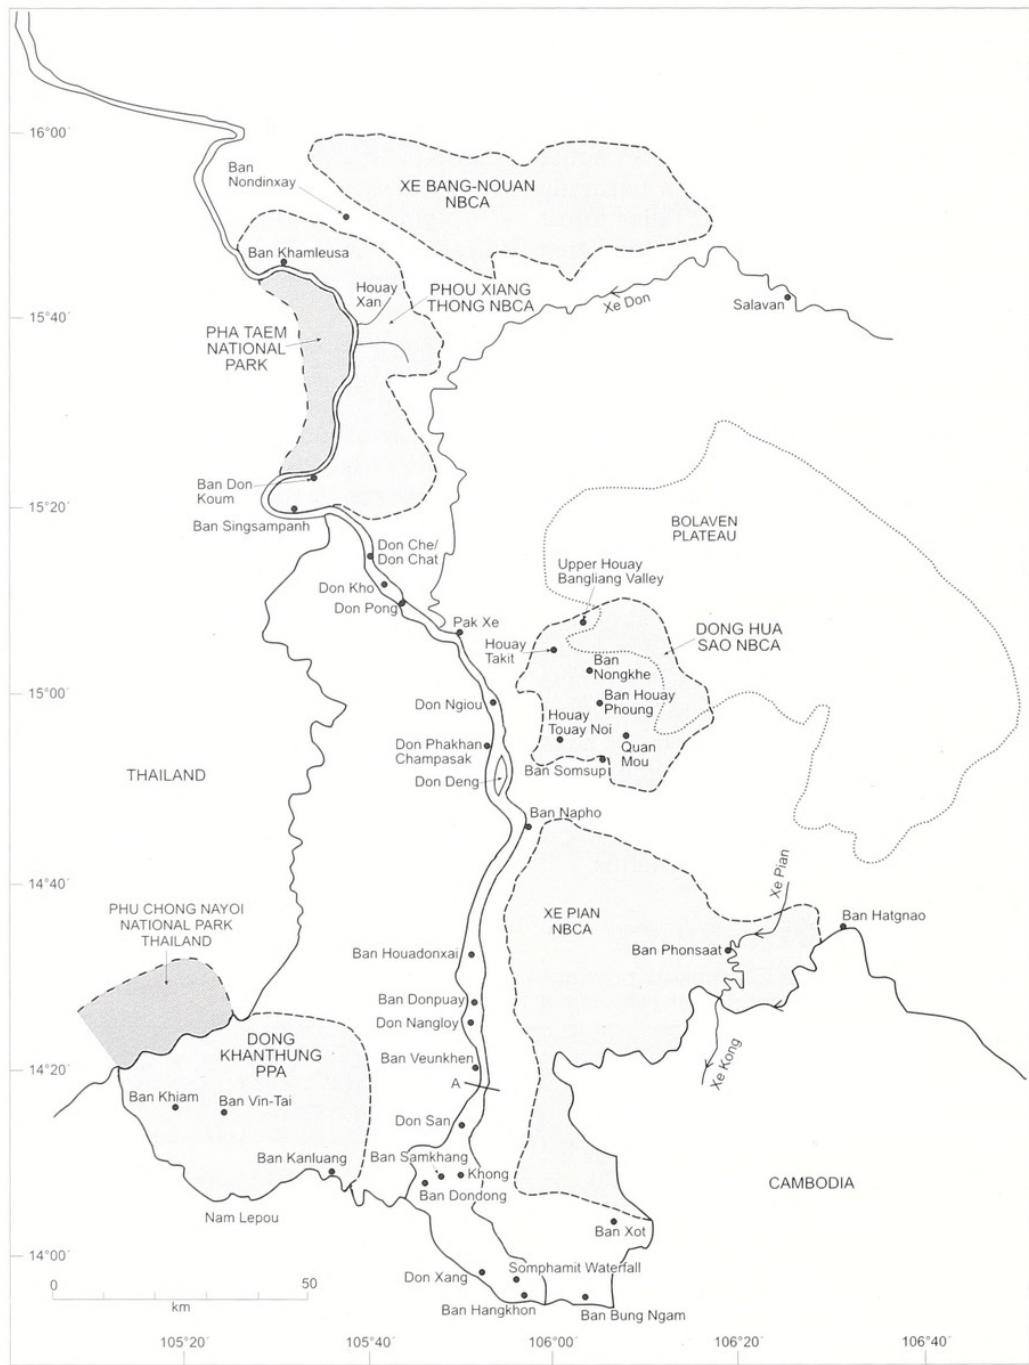 16°00´
Ban
Nondinxay
XE BANG-NOUAN
NBCA
Ban Khamleusa
Houay
Xan
PHOU XIANG
THONG NBCA
Xe Don
Salavan
15°40´
PHA TAEM
NATIONAL
PARK
Ban Don
Koum
15°20´
Ban Singsampanh
BOLAVEN
PLATEAU
Don Che/
Don Chat
Upper Houay
Bangliang Valley
Don Kho
Don Pong
Pak Xe
DONG HUA
SAO NBCA
Houay
Takit
Ban
Nongkhe
15°00´
Don Ngiou
Ban Houay
Phoung
Houay
Touay Noi
Don Phakhan
Champasak
Quan
Mou
THAILAND
Don Deng
Ban Somsup
Ban Napho
14°40´
Xe Pian
PHU CHONG NAYOI
NATIONAL PARK
THAILAND
XE PIAN
NBCA
Ban Hatgnao
Ban Houadonxai
Ban Phonsaat
Ban Donpuay
Don Nangloy
DONG
KHANTHUNG
PPA
Ban Veunkhen
Xe Kong
14°20´
A
Ban Khiam
Ban Vin-Tai
Don San
Ban Kanluang
Ban Samkhang
Khong
Ban Dondong
CAMBODIA
Nam Lepou
Ban Xot
14°00´
Don Xang
Somphamit Waterfall
0
50
km
Ban Hangkhon
Ban Bung Ngam
105°20´
105°40´
106°00´
106°20´
106°40´